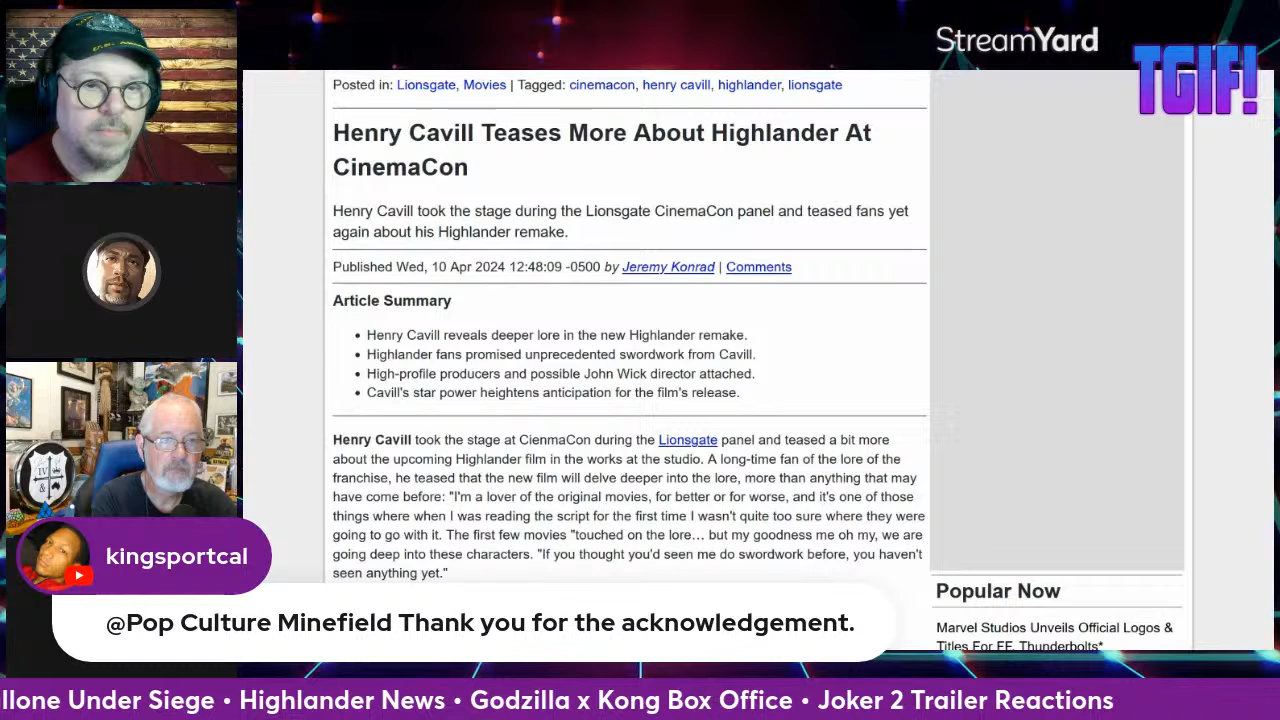 StreamYard
TGIF!
Posted in: Lionsgate, Movies | Tagged: cinemacon, henry cavill, highlander, lionsgate
Henry Cavill Teases More About Highlander At
CinemaCon
Henry Cavill took the stage during the Lionsgate CinemaCon panel and teased fans yet
again about his Highlander remake.
Published Wed, 10 Apr 2024 12:48:09 -0500 by Jeremy Konrad | Comments
Article Summary
• Henry Cavill reveals deeper lore in the new Highlander remake.
• Highlander fans promised unprecedented swordwork from Cavill.
• High-profile producers and possible John Wick director attached.
• Cavill's star power heightens anticipation for the film's release.
Henry Cavill took the stage at CienmaCon during the Lionsgate panel and teased a bit more
about the upcoming Highlander film in the works at the studio. A long-time fan of the lore of the
franchise, he teased that the new film will delve deeper into the lore, more than anything that may
have come before: "I'm a lover of the original movies, for better or for worse, and it's one of those
things where when I was reading the script for the first time I wasn't quite too sure where they were
going to go with it. The first few movies "touched on the lore… but my goodness me oh my, we are
going deep into these characters. "If you thought you'd seen me do swordwork before, you haven't
seen anything yet."
Popular Now
Marvel Studios Unveils Official Logos &
Titles For FF, Thunderbolts*
IV
&
kingsportcal
@Pop Culture Minefield Thank you for the acknowledgement.
llone Under Siege • Highlander News • Godzilla x Kong Box Office • Joker 2 Trailer Reactions